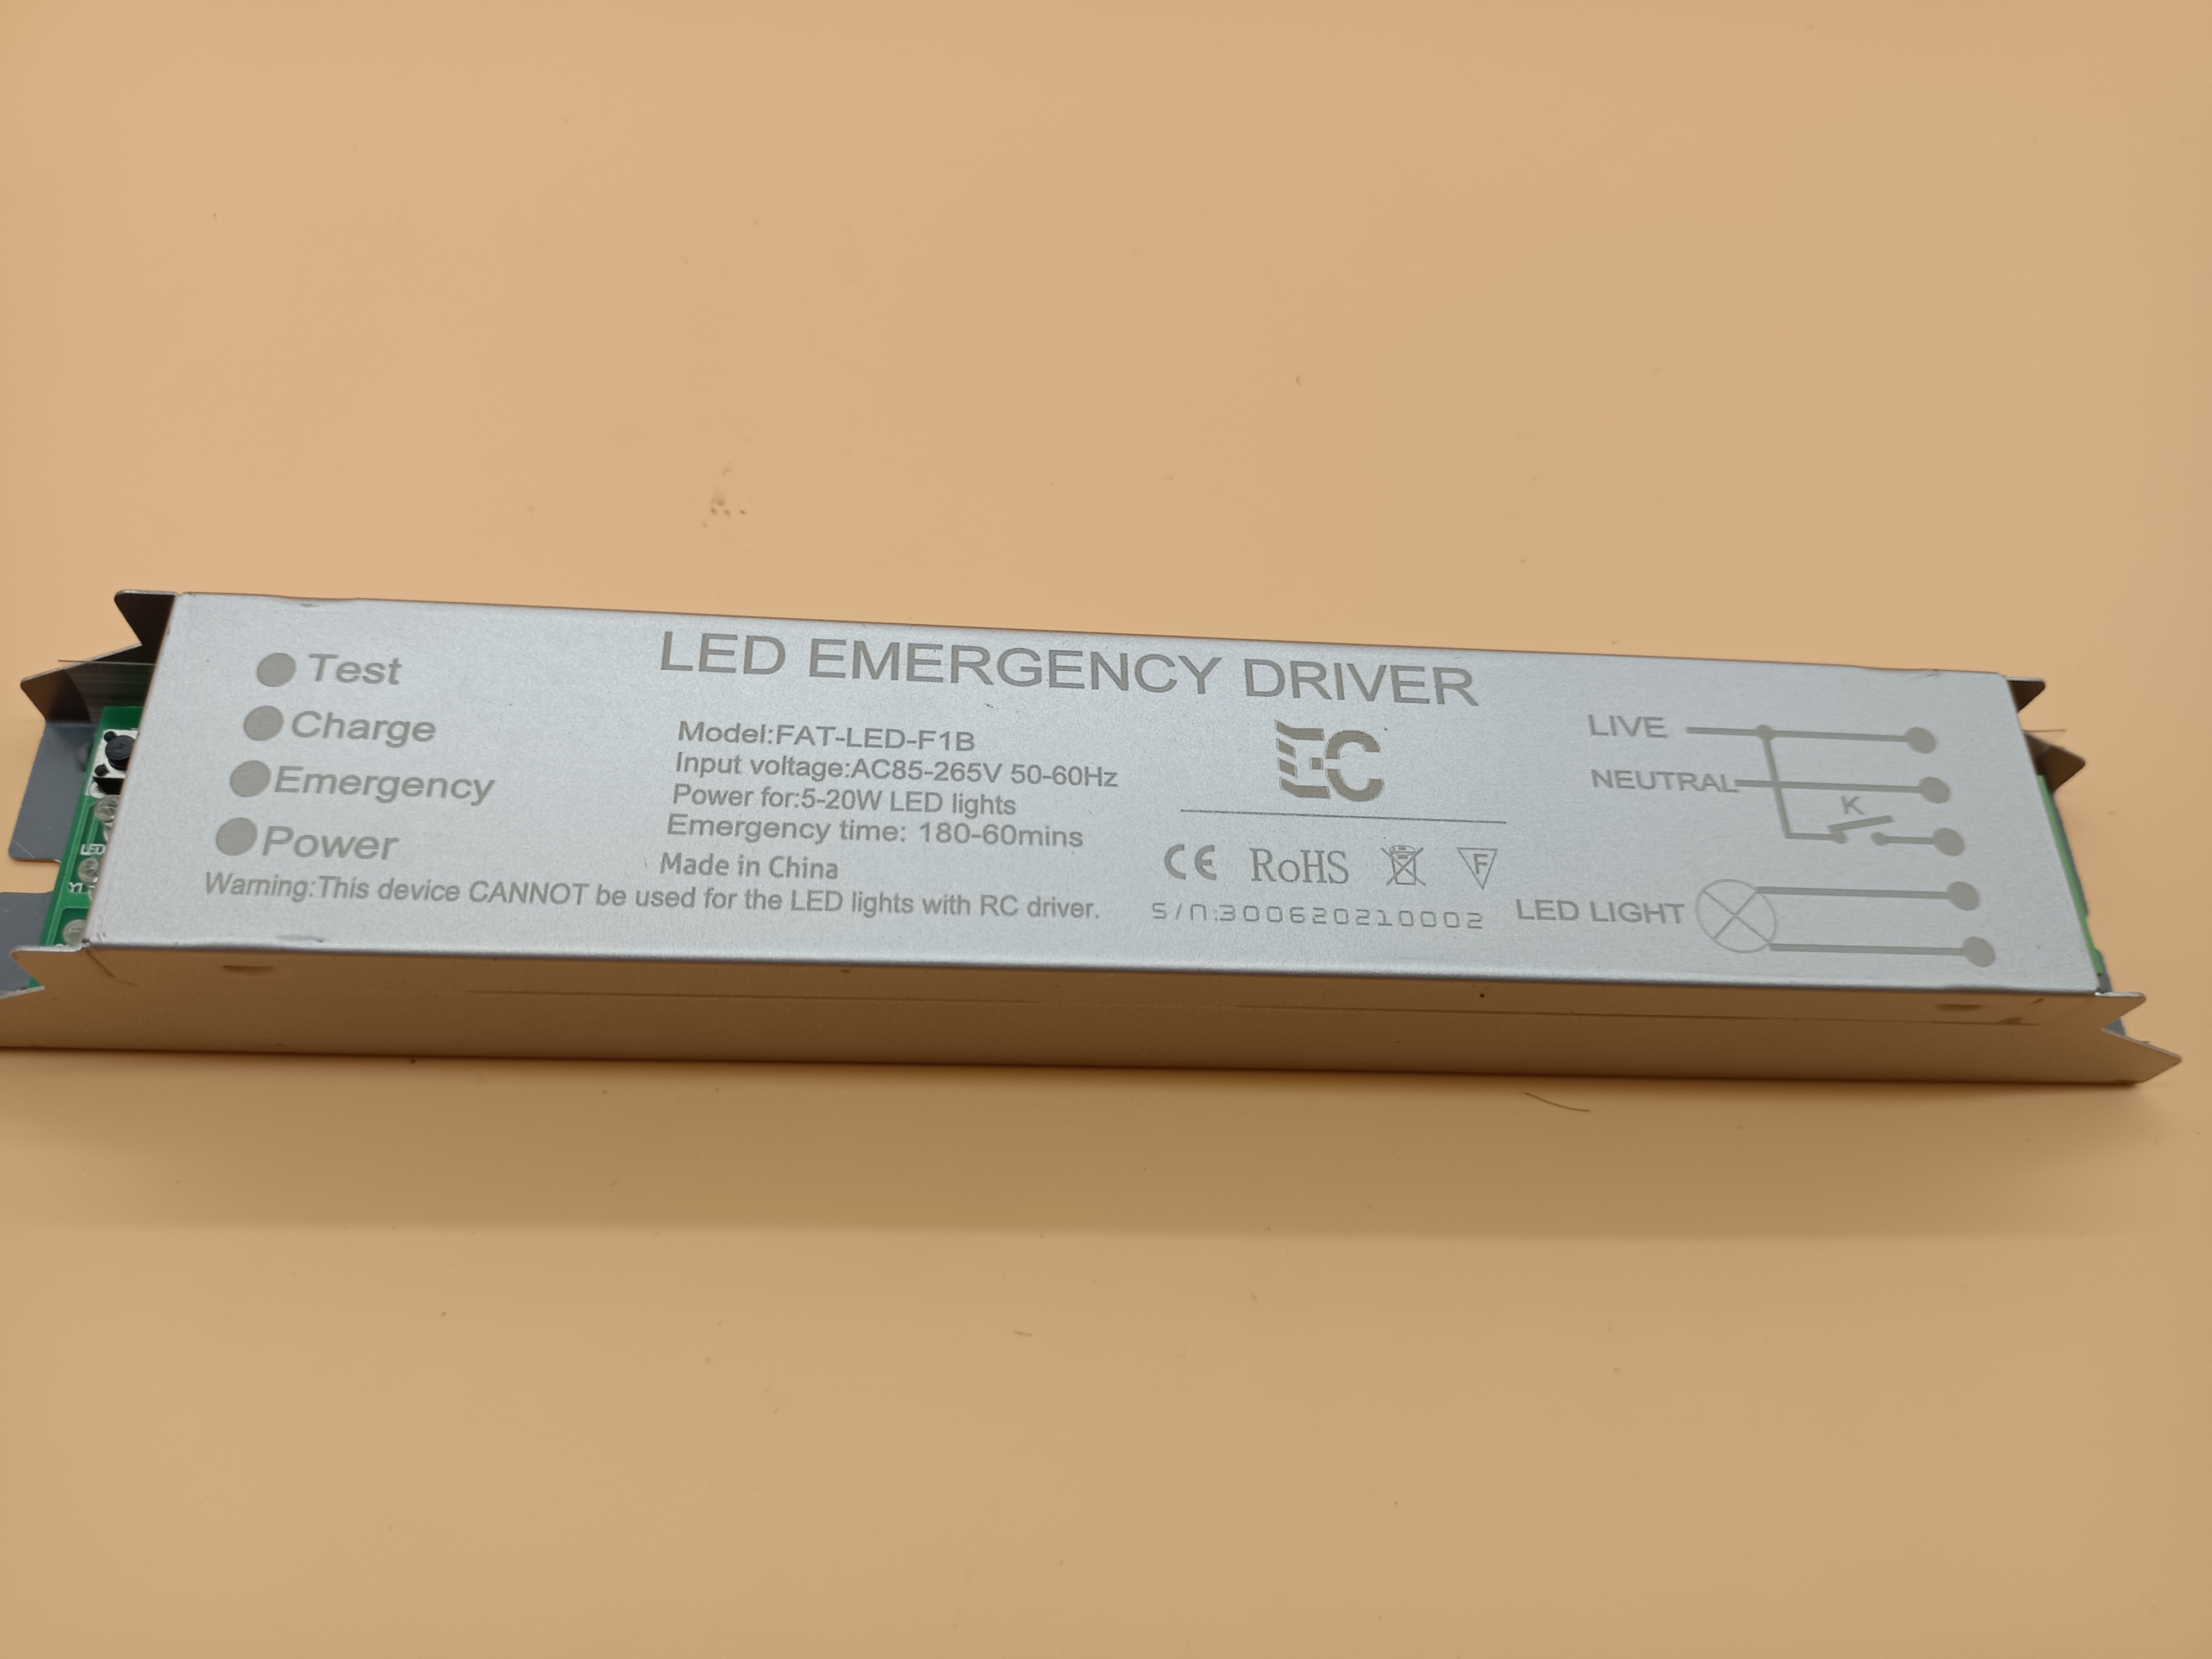 LED EMERGENCY DRIVER
Test
Charge
Emergency
Power
Model:FAT-LED-F1B
Input voltage:AC85-265V 50-60Hz
Power for:5-20W LED lights
Emergency time: 180-60mins
Made in China
Warning:This device CANNOT be used for the LED lights with RC driver.
EC
CE RoHS F
S/N:300620210002
LIVE
NEUTRAL
K
LED LIGHT
LED